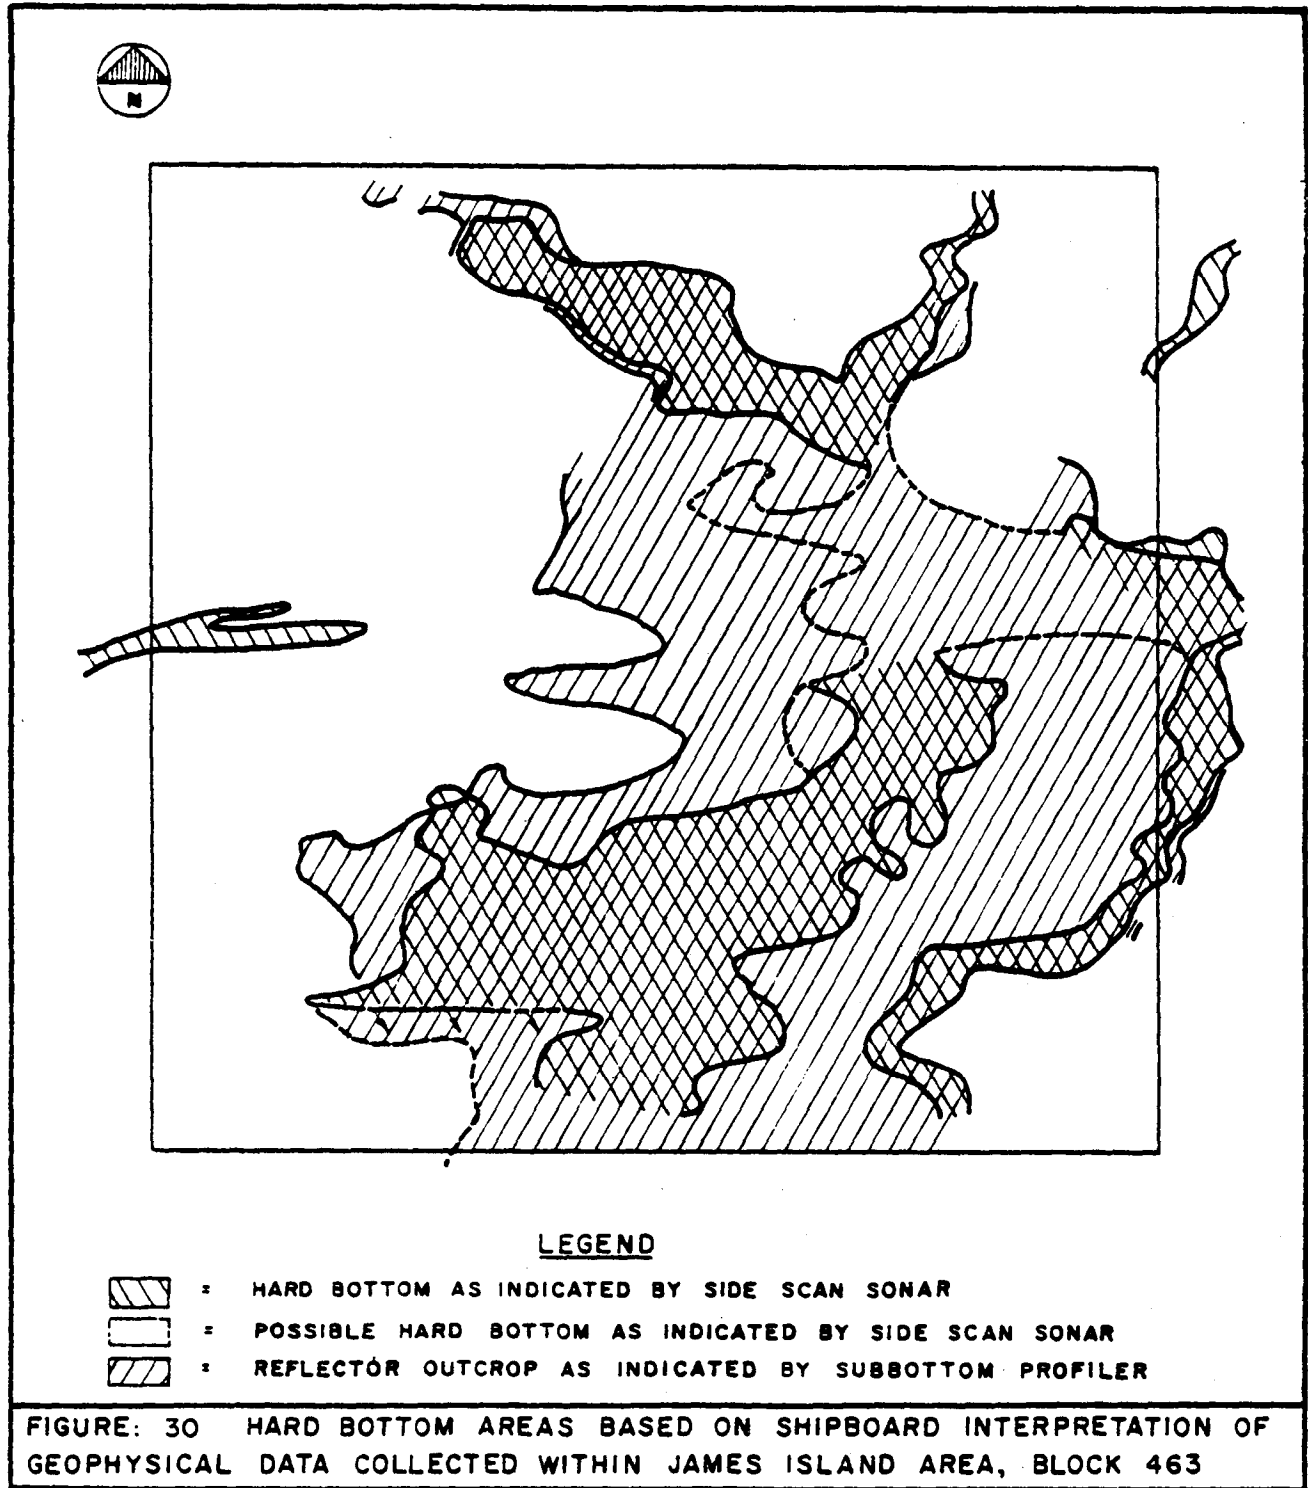 N
LEGEND
= HARD BOTTOM AS INDICATED BY SIDE SCAN SONAR
= POSSIBLE HARD BOTTOM AS INDICATED BY SIDE SCAN SONAR
= REFLECTOR OUTCROP AS INDICATED BY SUBBOTTOM PROFILER
FIGURE: 30 HARD BOTTOM AREAS BASED ON SHIPBOARD INTERPRETATION OF
GEOPHYSICAL DATA COLLECTED WITHIN JAMES ISLAND AREA, BLOCK 463